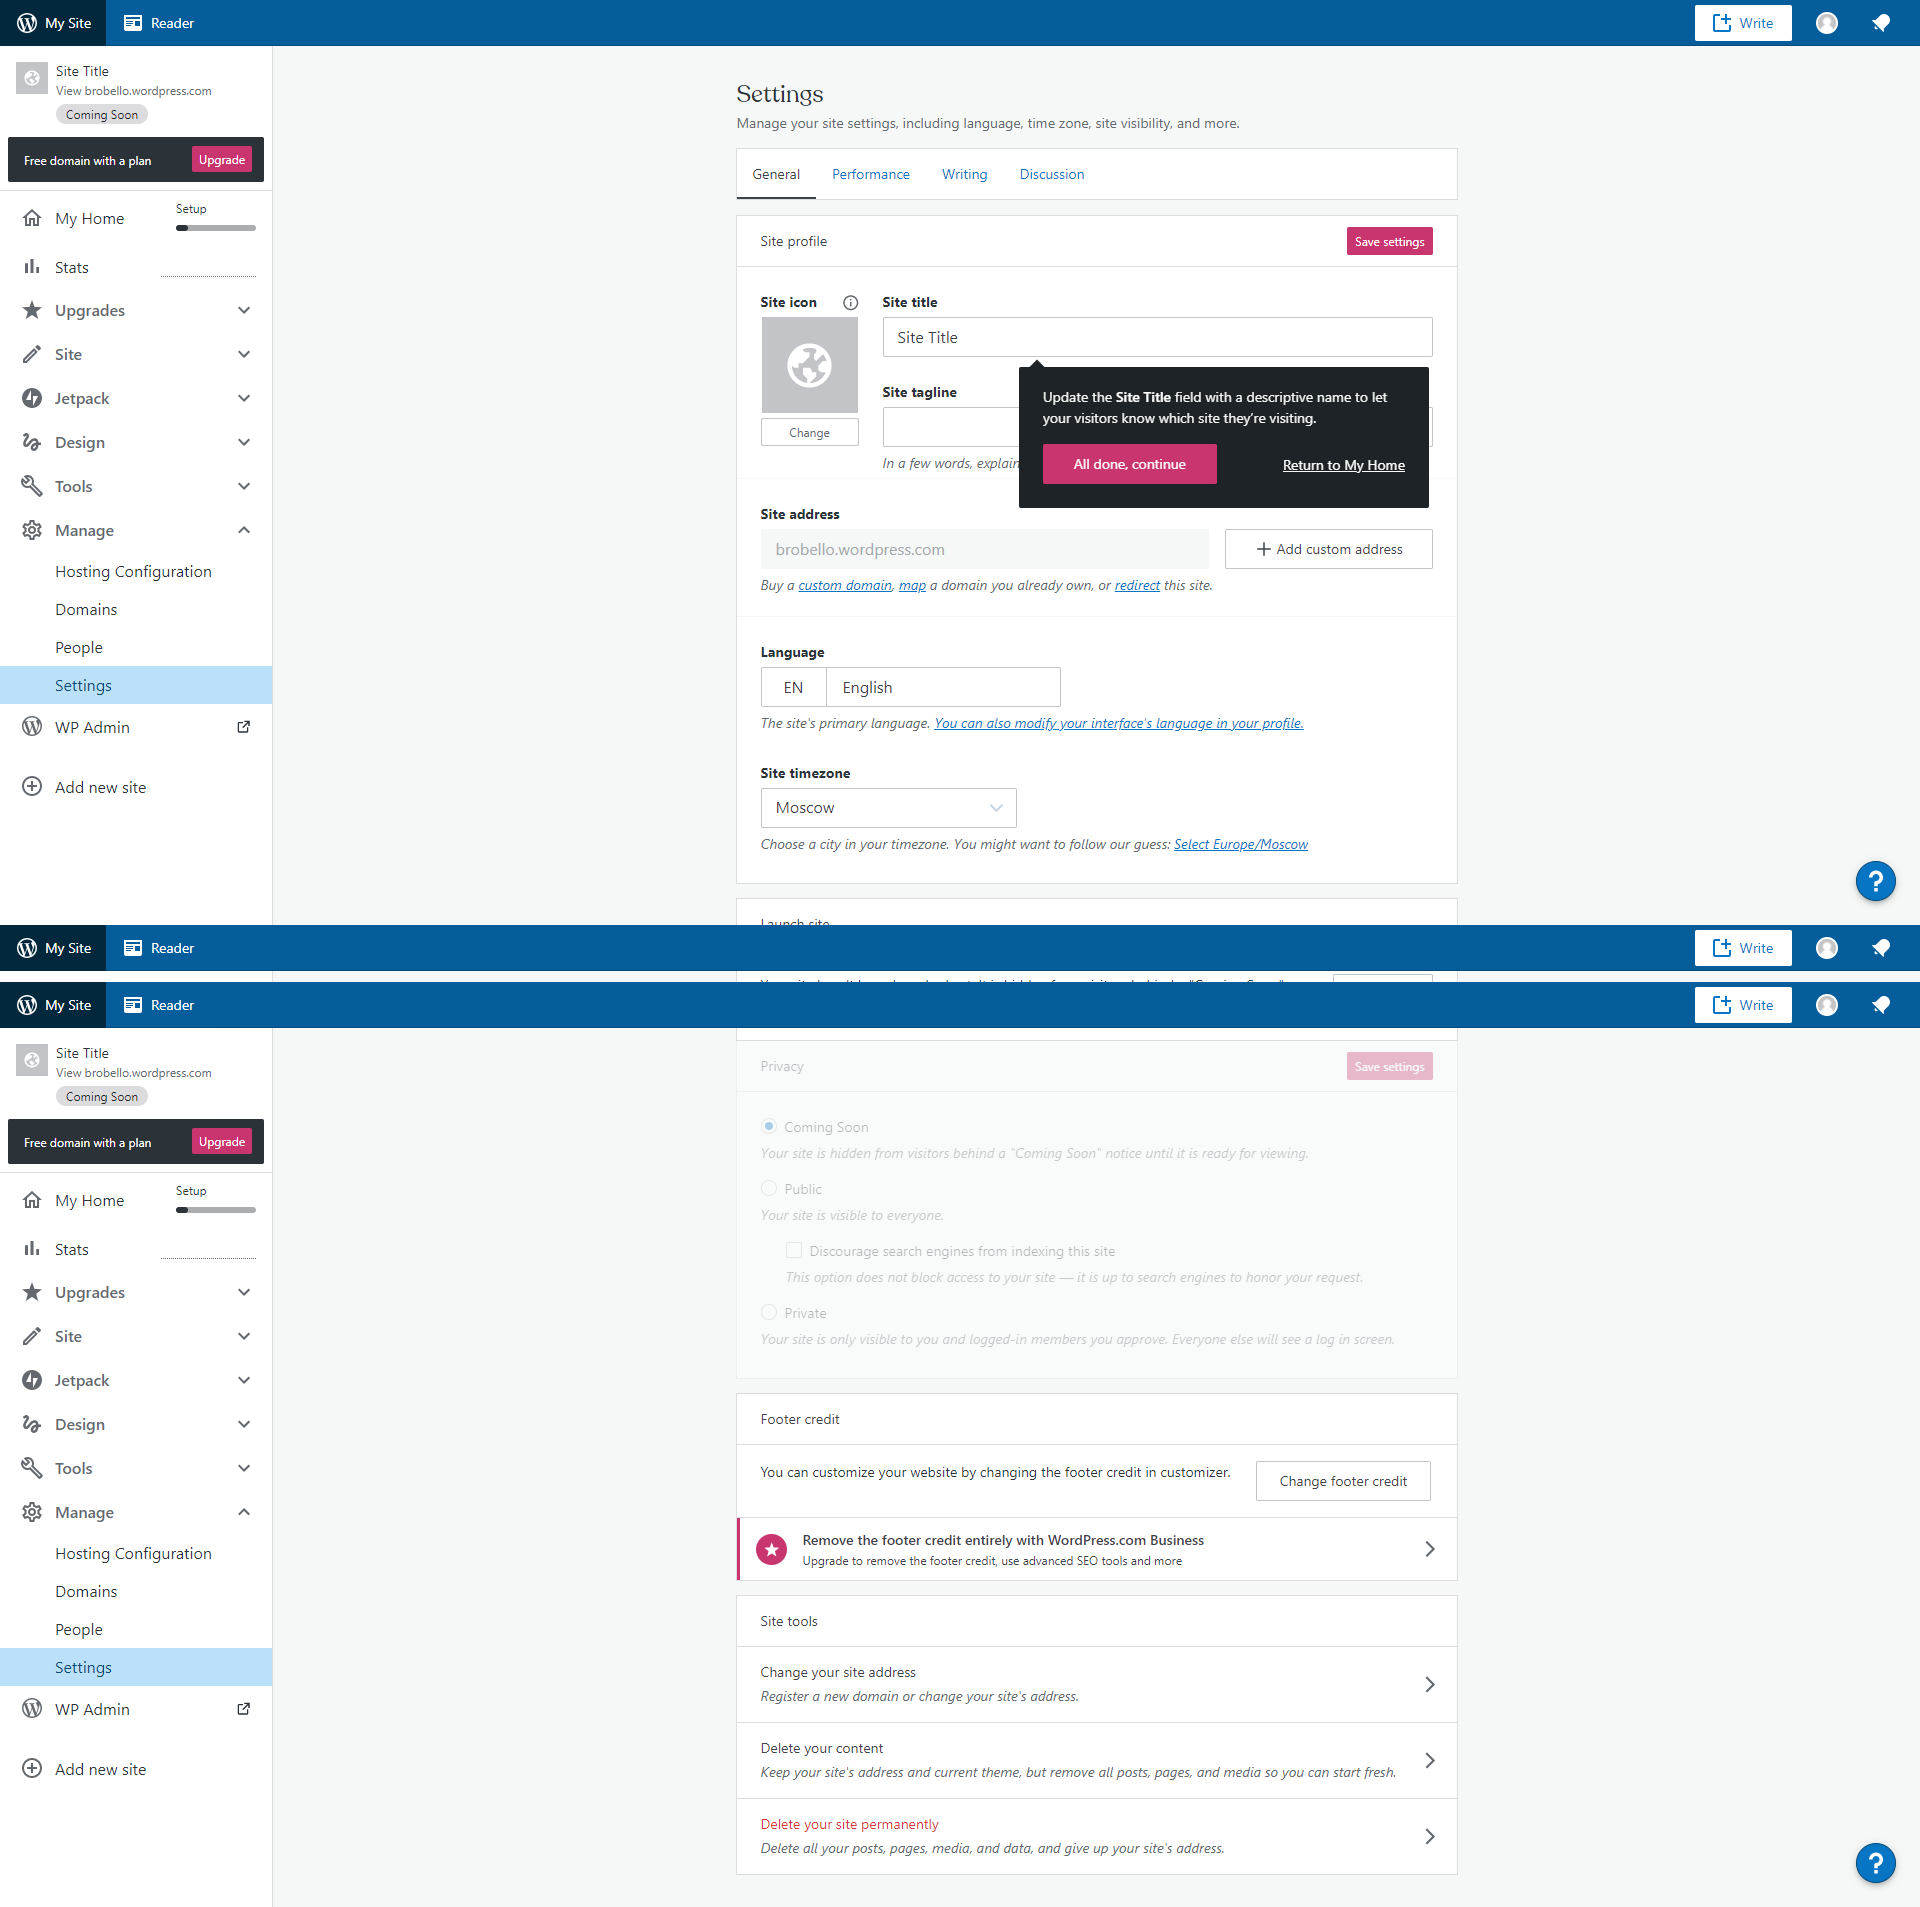 My Site
Reader
Write
Site Title
View brobello.wordpress.com
Coming Soon
Free domain with a plan
Upgrade
My Home
Setup
Stats
Upgrades
Site
Jetpack
Design
Tools
Manage
Hosting Configuration
Domains
People
Settings
WP Admin
Add new site
Settings
Manage your site settings, including language, time zone, site visibility, and more.
General
Performance
Writing
Discussion
Site profile
Save settings
Site icon
Change
Site title
Site Title
Site tagline
In a few words, explain
Update the Site Title field with a descriptive name to let
your visitors know which site they're visiting.
All done, continue
Return to My Home
Site address
brobello.wordpress.com
Add custom address
Buy a custom domain, map a domain you already own, or redirect this site.
Language
EN
English
The site's primary language. You can also modify your interface's language in your profile.
Site timezone
Moscow
Choose a city in your timezone. You might want to follow our guess: Select Europe/Moscow
Launch site
My Site
Reader
Write
My Site
Reader
Write
Site Title
View brobello.wordpress.com
Coming Soon
Free domain with a plan
Upgrade
My Home
Setup
Stats
Upgrades
Site
Jetpack
Design
Tools
Manage
Hosting Configuration
Domains
People
Settings
WP Admin
Add new site
Privacy
Save settings
Coming Soon
Your site is hidden from visitors behind a "Coming Soon" notice until it is ready for viewing.
Public
Your site is visible to everyone.
Discourage search engines from indexing this site
This option does not block access to your site — it is up to search engines to honor your request.
Private
Your site is only visible to you and logged-in members you approve. Everyone else will see a log in screen.
Footer credit
You can customize your website by changing the footer credit in customizer.
Change footer credit
Remove the footer credit entirely with WordPress.com Business
Upgrade to remove the footer credit, use advanced SEO tools and more
Site tools
Change your site address
Register a new domain or change your site's address.
Delete your content
Keep your site's address and current theme, but remove all posts, pages, and media so you can start fresh.
Delete your site permanently
Delete all your posts, pages, media, and data, and give up your site's address.